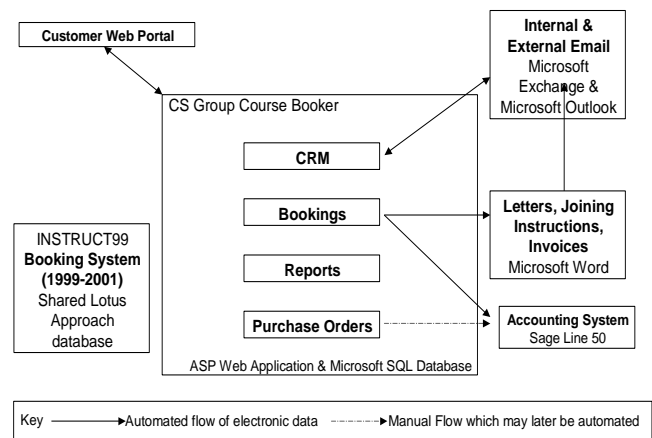 Customer Web Portal
Internal &
External Email
Microsoft
Exchange &
Microsoft Outlook
CS Group Course Booker
CRM
Bookings
Reports
Purchase Orders
ASP Web Application & Microsoft SQL Database
INSTRUCT99
Booking System
(1999-2001)
Shared Lotus
Approach
database
Letters, Joining
Instructions,
Invoices
Microsoft Word
Accounting System
Sage Line 50
Key
Automated flow of electronic data
Manual Flow which may later be automated